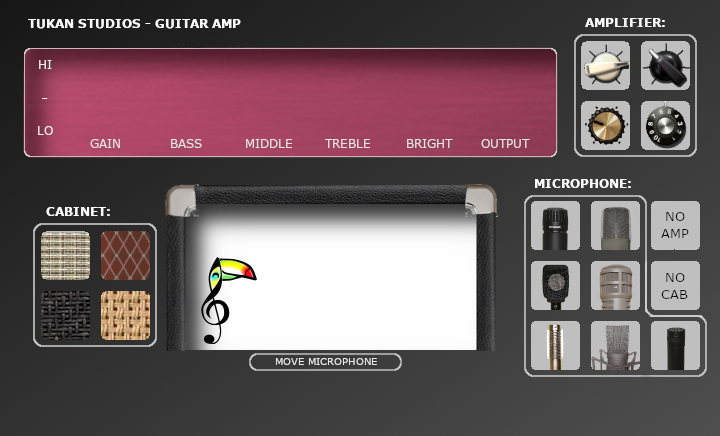 TUKAN STUDIOS - GUITAR AMP
AMPLIFIER:
HI
-
LO
GAIN BASS MIDDLE TREBLE BRIGHT OUTPUT
CABINET:
MICROPHONE:
NO
AMP
NO
CAB
MOVE MICROPHONE